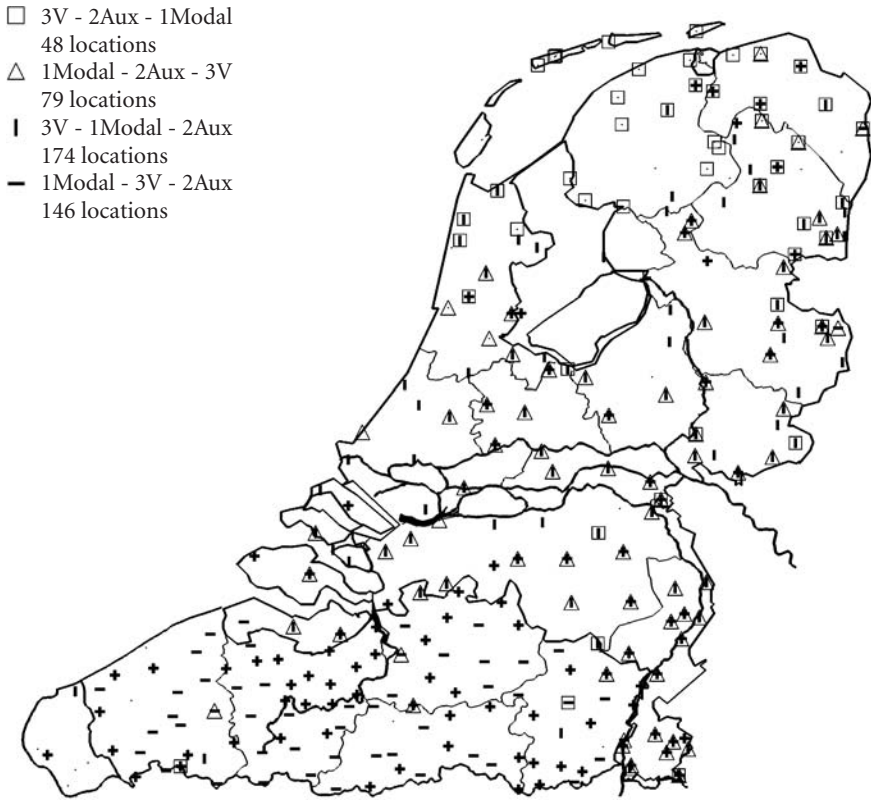 3V - 2Aux - 1Modal
48 locations
1Modal - 2Aux - 3V
79 locations
3V - 1Modal - 2Aux
174 locations
1Modal - 3V - 2Aux
146 locations